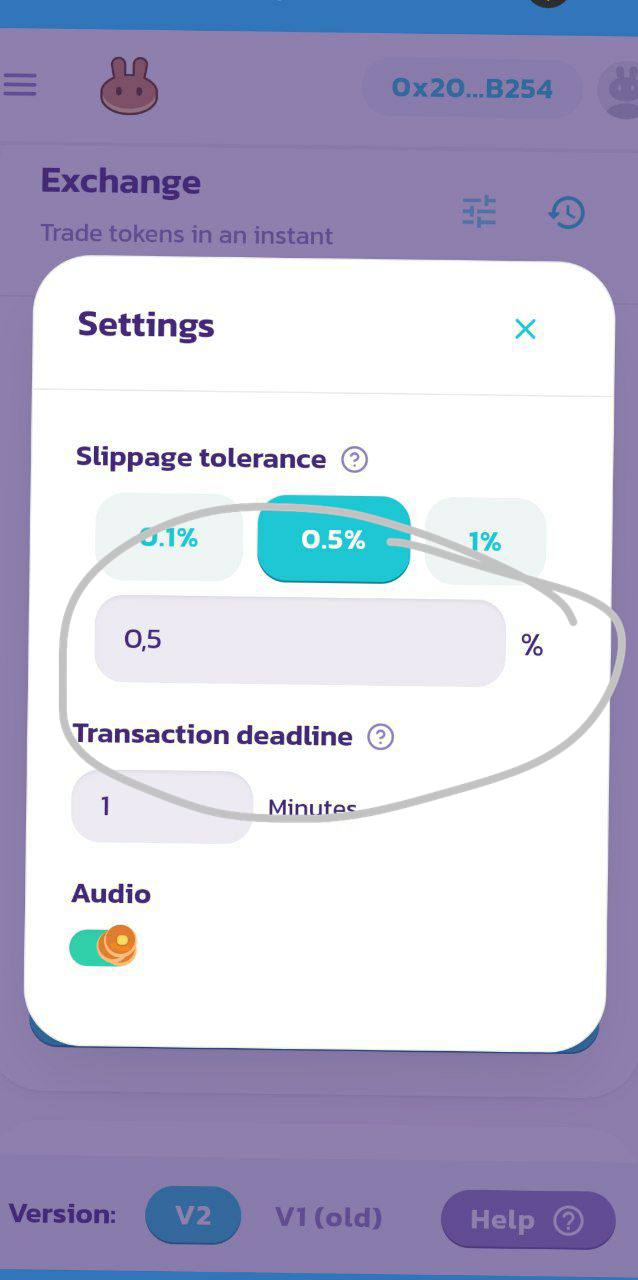 0x20...B254
Exchange
Trade tokens in an instant
Settings
Slippage tolerance ?
0.1% 0.5% 1%
0,5 %
Transaction deadline ?
1 Minutes
Audio
Version: V2 V1 (old) Help ?